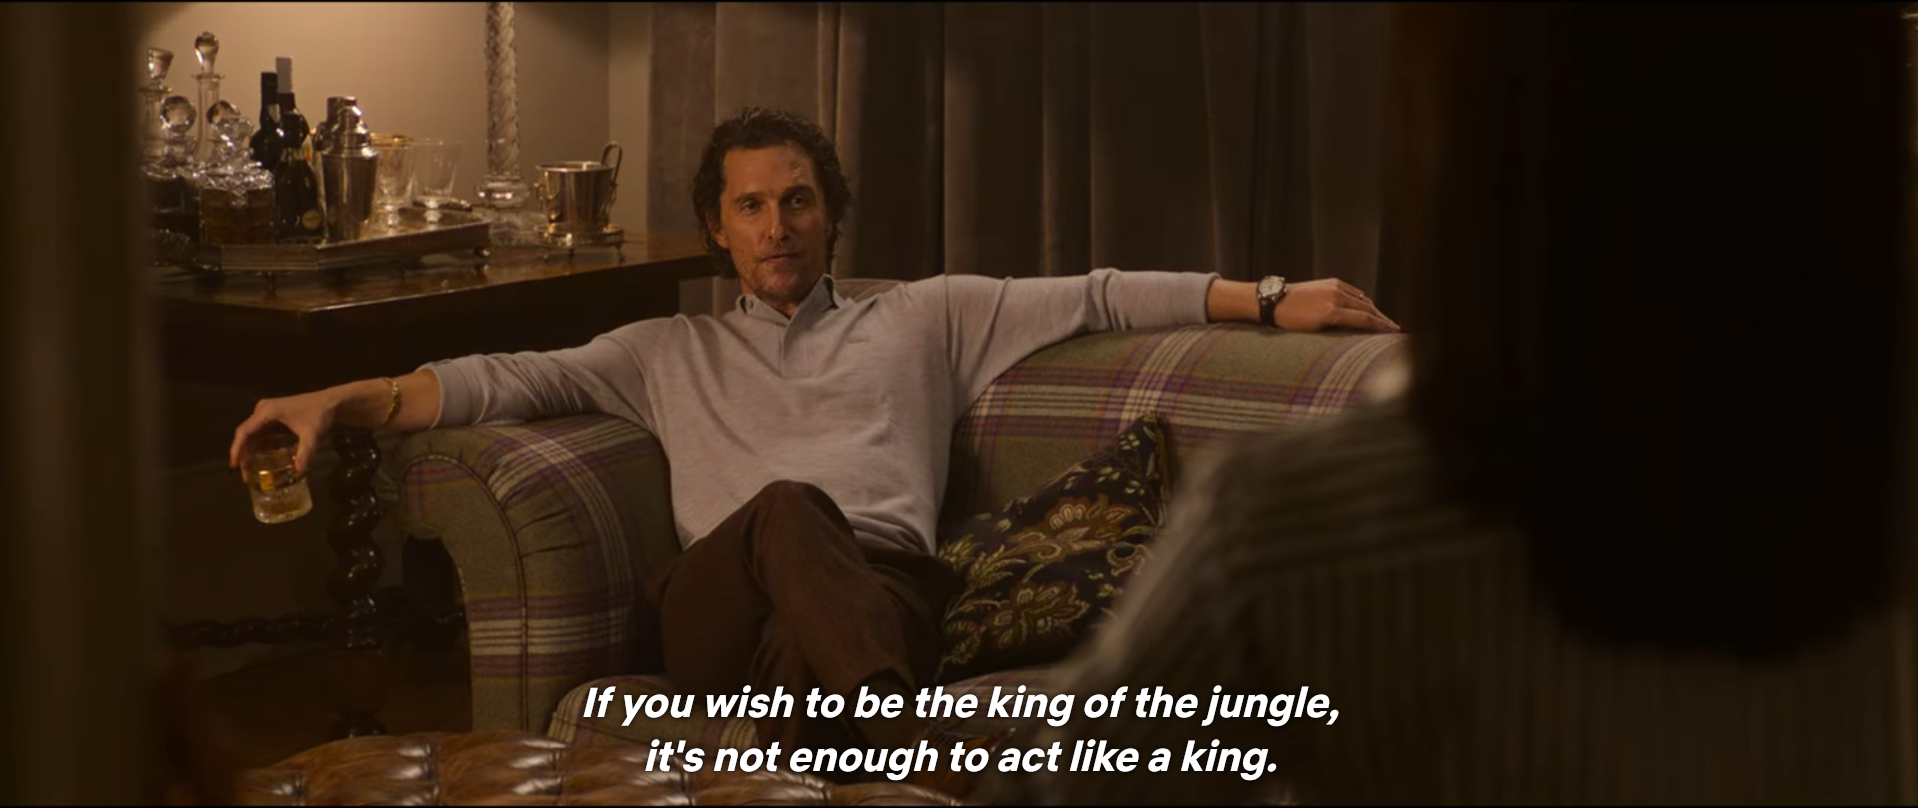 If you wish to be the king of the jungle,
it's not enough to act like a king.